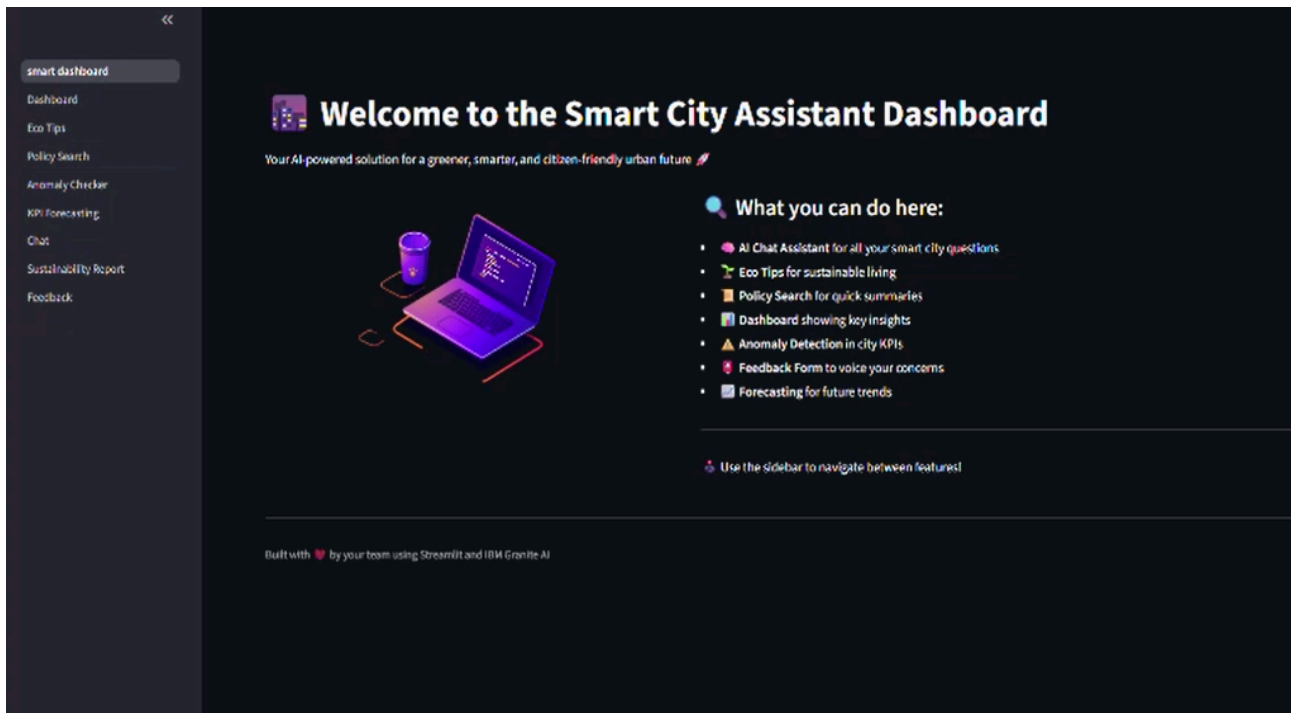 smart dashboard
Dashboard
Eco Tips
Policy Search
Anomaly Checker
KPI Forecasting
Chat
Sustainability Report
Feedback
Welcome to the Smart City Assistant Dashboard
Your AI-powered solution for a greener, smarter, and citizen-friendly urban future 🚀
What you can do here:
• 🧠 AI Chat Assistant for all your smart city questions
• 🌱 Eco Tips for sustainable living
• 📜 Policy Search for quick summaries
• 📊 Dashboard showing key insights
• ⚠️ Anomaly Detection in city KPIs
• Feedback Form to voice your concerns
• 📈 Forecasting for future trends
Use the sidebar to navigate between features!
Built with ❤️ by your team using Streamlit and IBM Granite AI